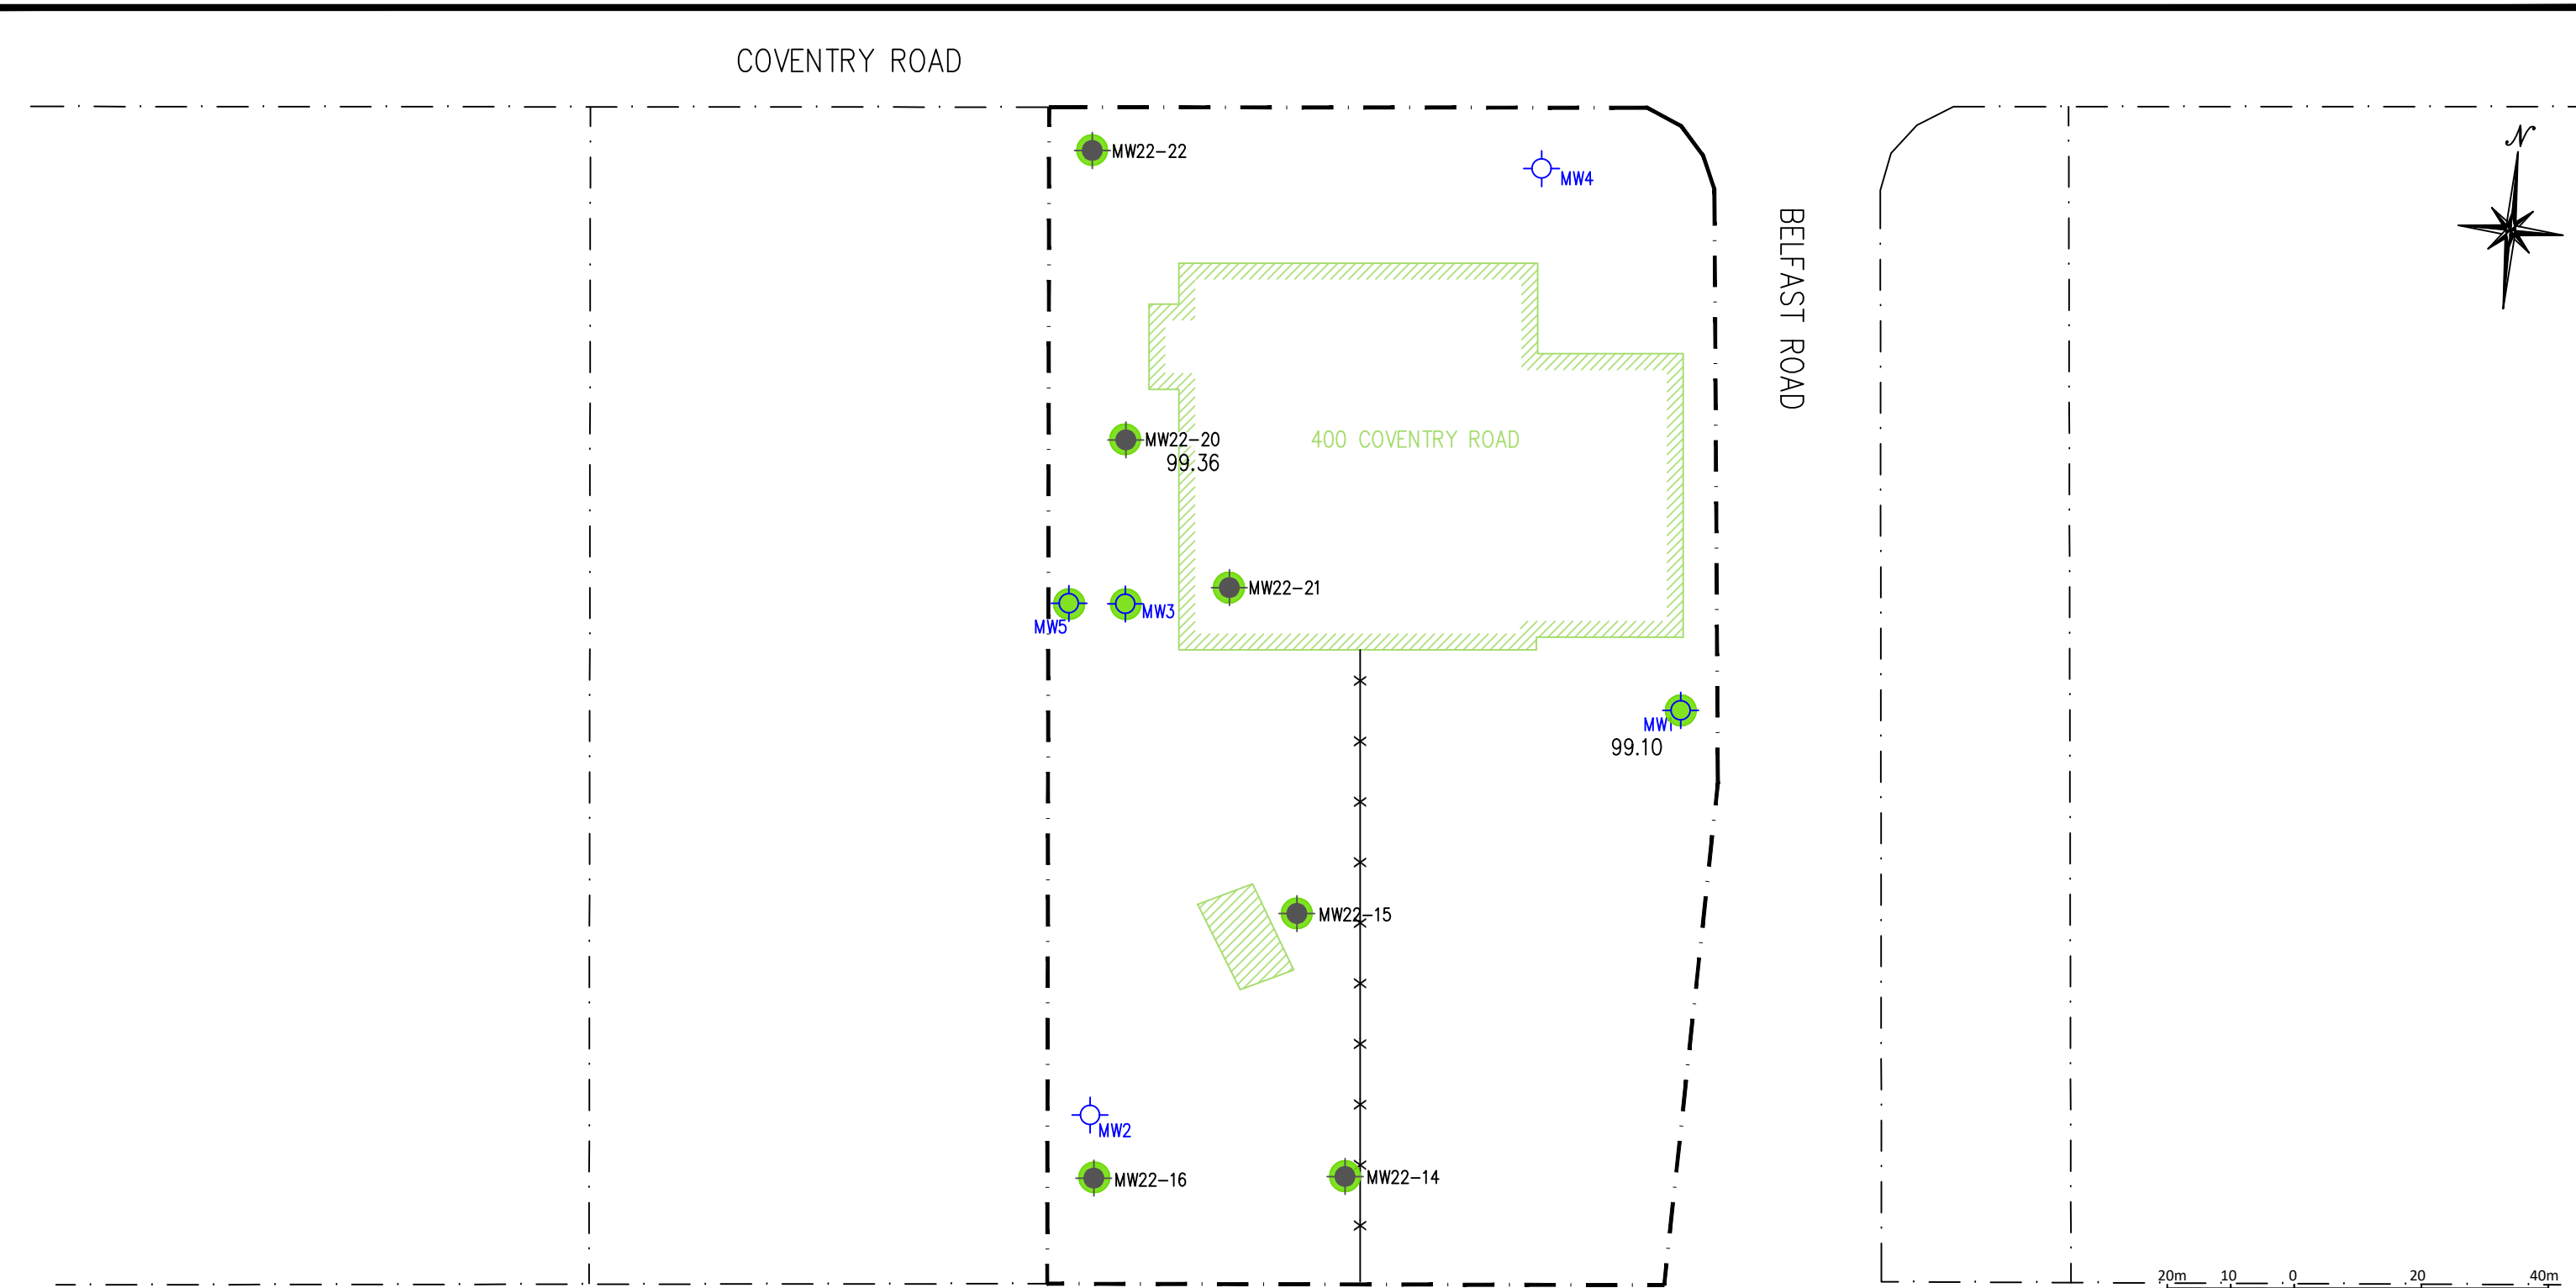 COVENTRY ROAD
N
MW22-22
MW4
BELFAST ROAD
400 COVENTRY ROAD
MW22-20
99.36
MW22-21
MW5
MW3
MW1
99.10
MW22-15
MW2
MW22-16
MW22-14
20m 10 0 20 40m